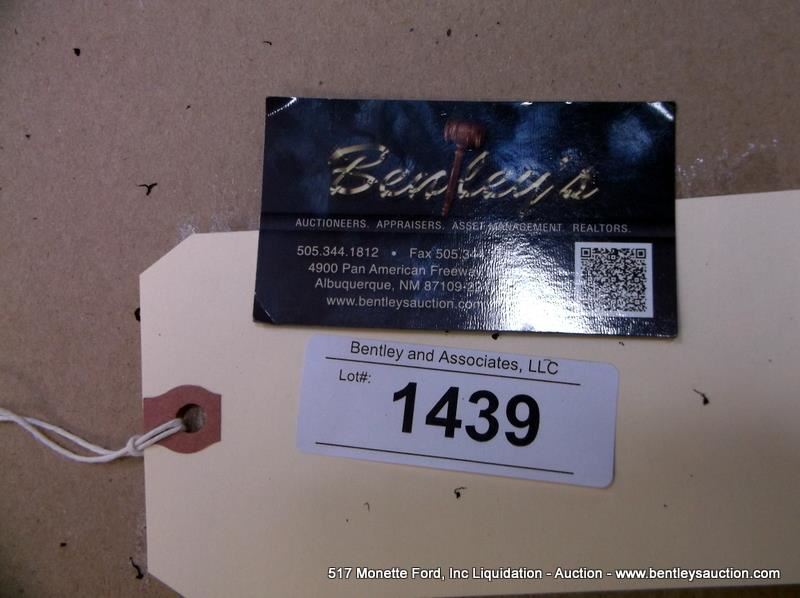 Bentley's
AUCTIONEERS. APPRAISERS. ASSET MANAGEMENT. REALTORS.
505.344.1812 • Fax 505.344
4900 Pan American Freeway
Albuquerque, NM 87109
www.bentleysauction.com
Bentley and Associates, LLC
Lot#:
1439
517 Monette Ford, Inc Liquidation - Auction - www.bentleysauction.com